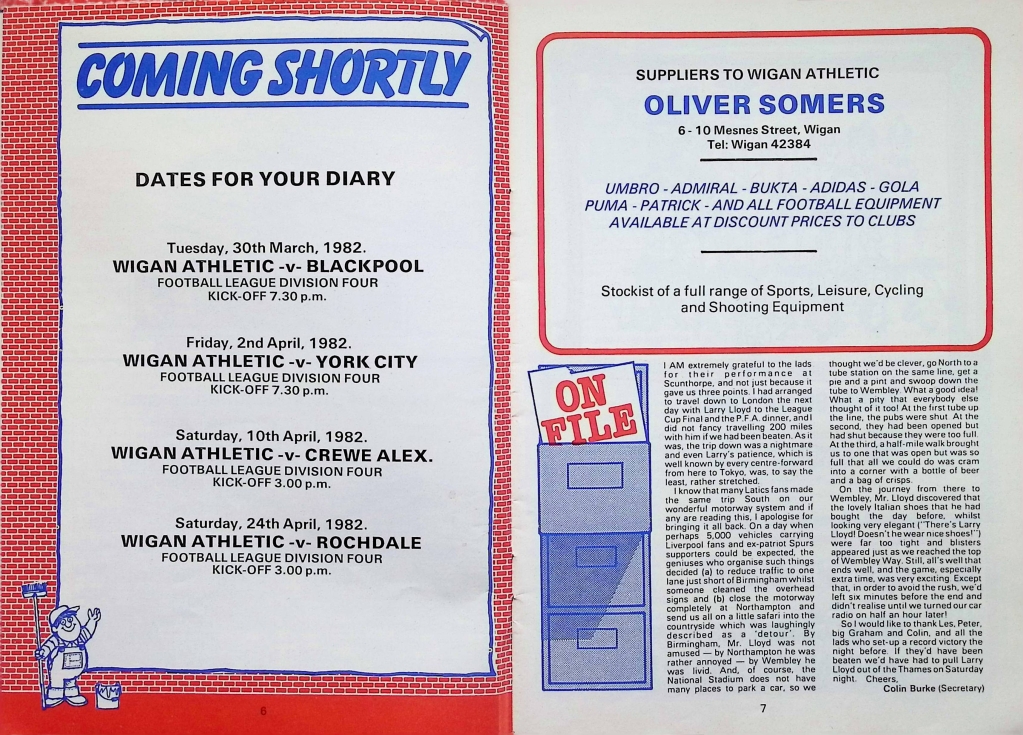 COMING SHORTLY
DATES FOR YOUR DIARY
Tuesday, 30th March, 1982.
WIGAN ATHLETIC -v- BLACKPOOL
FOOTBALL LEAGUE DIVISION FOUR
KICK-OFF 7.30 p.m.
Friday, 2nd April, 1982.
WIGAN ATHLETIC -v- YORK CITY
FOOTBALL LEAGUE DIVISION FOUR
KICK-OFF 7.30 p.m.
Saturday, 10th April, 1982.
WIGAN ATHLETIC -v- CREWE ALEX.
FOOTBALL LEAGUE DIVISION FOUR
KICK-OFF 3.00 p.m.
Saturday, 24th April, 1982.
WIGAN ATHLETIC -v- ROCHDALE
FOOTBALL LEAGUE DIVISION FOUR
KICK-OFF 3.00 p.m.
6
SUPPLIERS TO WIGAN ATHLETIC
OLIVER SOMERS
6 - 10 Mesnes Street, Wigan
Tel: Wigan 42384
UMBRO - ADMIRAL - BUKTA - ADIDAS - GOLA
PUMA - PATRICK - AND ALL FOOTBALL EQUIPMENT
AVAILABLE AT DISCOUNT PRICES TO CLUBS
Stockist of a full range of Sports, Leisure, Cycling
and Shooting Equipment
ON
FILE
I AM extremely grateful to the lads
for their performance at
Scunthorpe, and not just because it
gave us three points. I had arranged
to travel down to London the next
day with Larry Lloyd to the League
Cup Final and the P.F.A. dinner, and I
did not fancy travelling 200 miles
with him if we had been beaten. As it
was, the trip down was a nightmare
and even Larry's patience, which is
well known by every centre-forward
from here to Tokyo, was, to say the
least, rather stretched.
I know that many Latics fans made
the same trip South on our
wonderful motorway system and if
any are reading this, I apologise for
bringing it all back. On a day when
perhaps 5,000 vehicles carrying
Liverpool fans and ex-patriot Spurs
supporters could be expected, the
geniuses who organise such things
decided (a) to reduce traffic to one
lane just short of Birmingham whilst
someone cleaned the overhead
signs and (b) close the motorway
completely at Northampton and
send us all on a little safari into the
countryside which was laughingly
described as a 'detour'. By
Birmingham, Mr. Lloyd was not
amused — by Northampton he was
rather annoyed — by Wembley he
was livid. And, of course, the
National Stadium does not have
many places to park a car, so we
thought we'd be clever, go North to a
tube station on the same line, get a
pie and a pint and swoop down the
tube to Wembley. What a good idea!
What a pity that everybody else
thought of it too! At the first tube up
the line, the pubs were shut. At the
second, they had been opened but
had shut because they were too full.
At the third, a half-mile walk brought
us to one that was open but was so
full that all we could do was cram
into a corner with a bottle of beer
and a bag of crisps.
On the journey from there to
Wembley, Mr. Lloyd discovered that
the lovely Italian shoes that he had
bought the day before, whilst
looking very elegant ("There's Larry
Lloyd! Doesn't he wear nice shoes!")
were far too tight and blisters
appeared just as we reached the top
of Wembley Way. Still, all's well that
ends well, and the game, especially
extra time, was very exciting. Except
that, in order to avoid the rush, we'd
left six minutes before the end and
didn't realise until we turned our car
radio on half an hour later!
So I would like to thank Les, Peter,
big Graham and Colin, and all the
lads who set-up a record victory the
night before. If they'd have been
beaten we'd have had to pull Larry
Lloyd out of the Thames on Saturday
night. Cheers,
Colin Burke (Secretary)
7